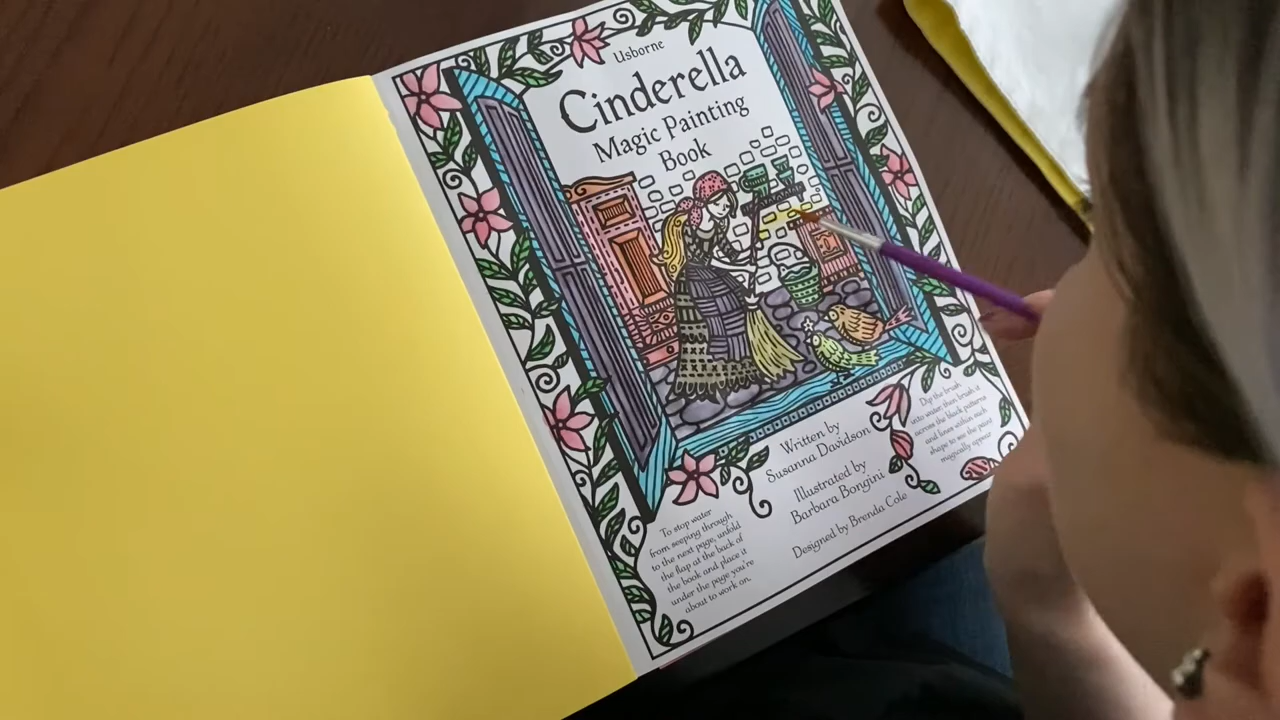 Usborne
Cinderella
Magic Painting
Book
Written by
Susanna Davidson
Illustrated by
Barbara Bongini
Designed by Brenda Cole
To stop water
from seeping through
to the next page, unfold
the flap at the back of
the book and place it
under the page you're
about to work on.
Dip the brush
into water, then brush it
across the black patterns
and lines within each
shape to see the paint
magically appear.